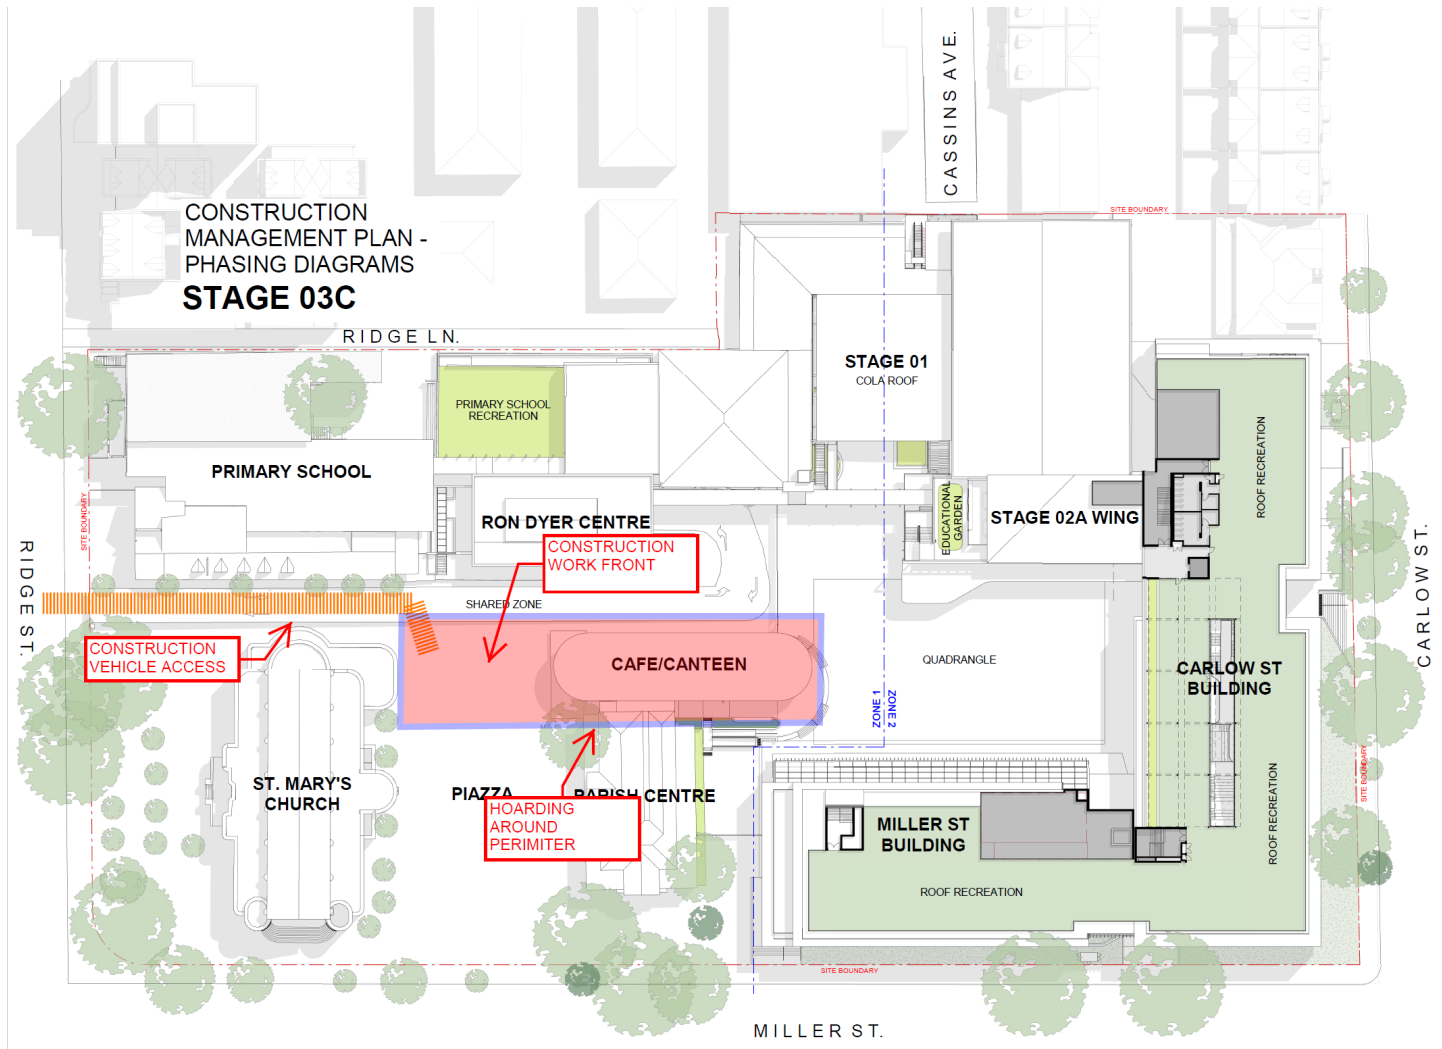 CASSINS AVE.
SITE BOUNDARY
CONSTRUCTION
MANAGEMENT PLAN -
PHASING DIAGRAMS
STAGE 03C
RIDGE LN.
STAGE 01
COLA ROOF
PRIMARY SCHOOL
RECREATION
ROOF RECREATION
PRIMARY SCHOOL
SITE BOUNDARY
RON DYER CENTRE
EDUCATIONAL
GARDEN
STAGE 02A WING
CONSTRUCTION
WORK FRONT
RIDGE ST.
CARLOW ST.
SHARED ZONE
CONSTRUCTION
VEHICLE ACCESS
CAFE/CANTEEN
QUADRANGLE
CARLOW ST
BUILDING
ZONE 1
ZONE 2
ST. MARY'S
CHURCH
PIAZZA
PARISH CENTRE
HOARDING
AROUND
PERIMITER
SITE BOUNDARY
MILLER ST
BUILDING
ROOF RECREATION
ROOF RECREATION
SITE BOUNDARY
MILLER ST.